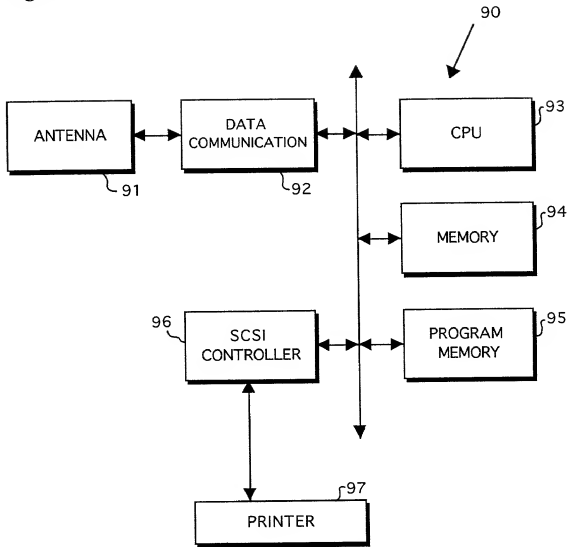 90
ANTENNA
91
DATA
COMMUNICATION
92
CPU
93
MEMORY
94
96
SCSI
CONTROLLER
PROGRAM
MEMORY
95
97
PRINTER